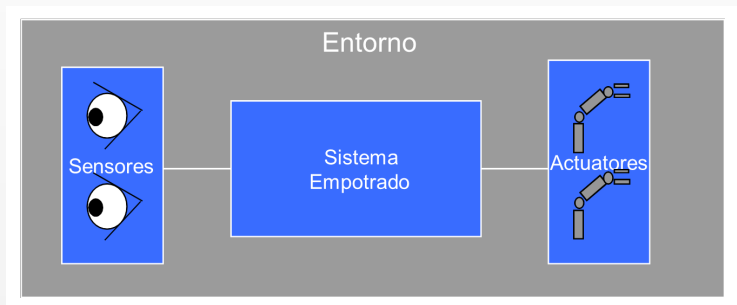 Entorno
Sensores
Sistema
Empotrado
Actuatores